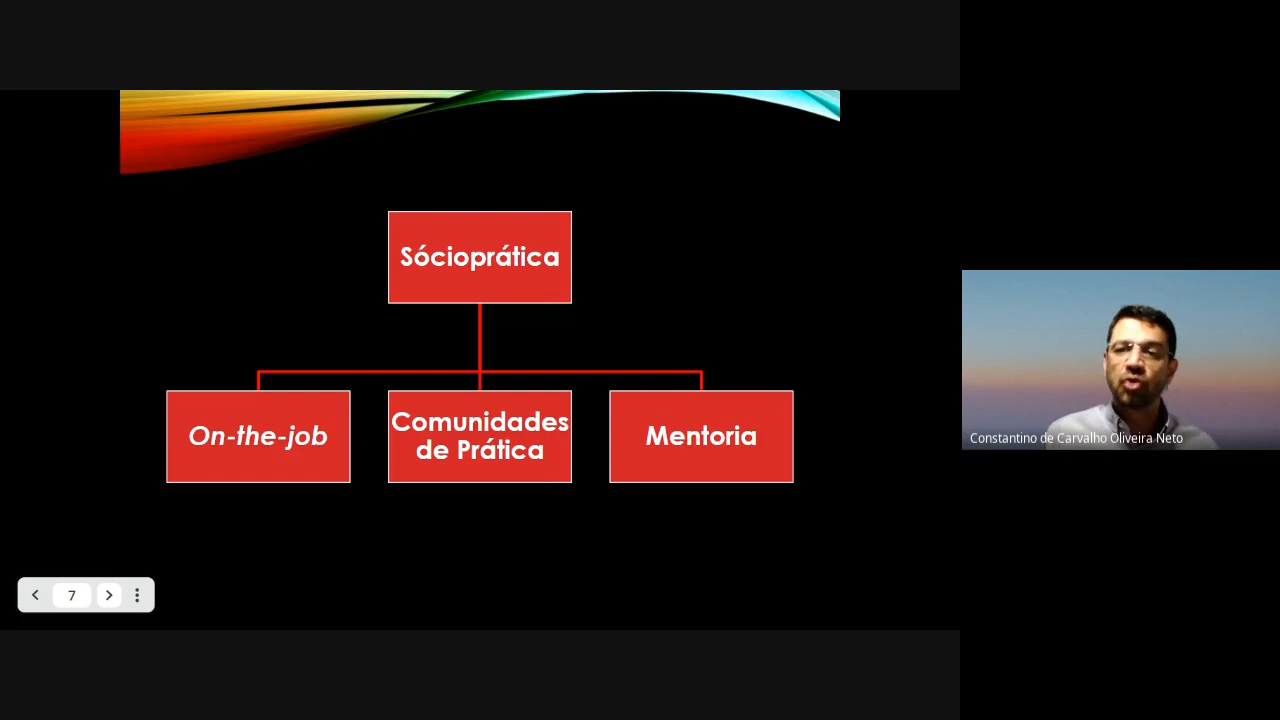 Sócioprática
On-the-job
Comunidades
de Prática
Mentoria
Constantino de Carvalho Oliveira Neto
7